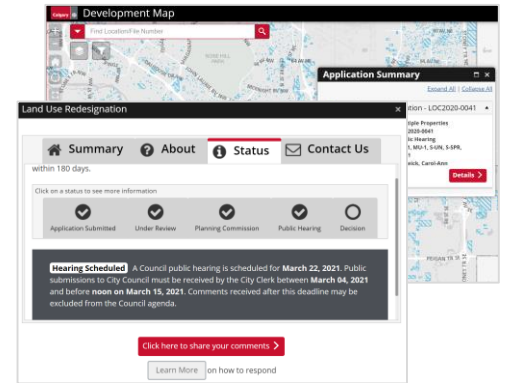 Calgary
Development Map
Find Location/File Number
Application Summary
Expand All | Collapse All
ition - LOC2020-0041
tiple Properties
2020-0041
lic Hearing
1, MU-1, S-UN, S-SPR,
1
Carol-Ann
Details
Land Use Redesignation
Summary
About
Status
Contact Us
within 180 days.
Click on a status to see more information
Application Submitted
Under Review
Planning Commission
Public Hearing
Decision
Hearing Scheduled A Council public hearing is scheduled for March 22, 2021. Public
submissions to City Council must be received by the City Clerk between March 04, 2021
and before noon on March 15, 2021. Comments received after this deadline may be
excluded from the Council agenda.
Click here to share your comments
Learn More on how to respond